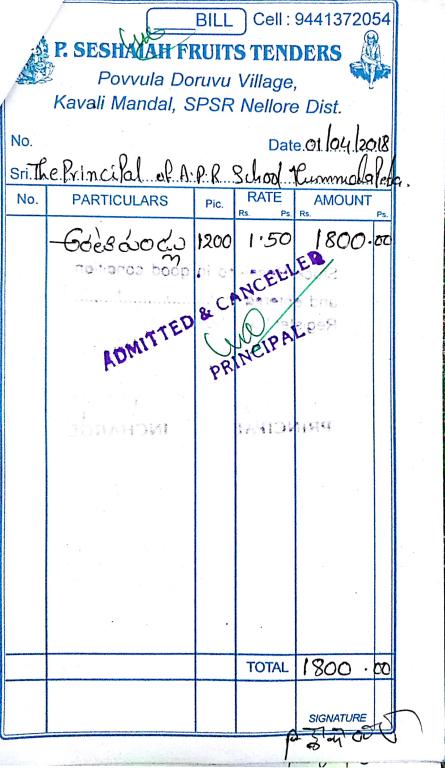 BILL Cell : 9441372054
P. SESHAIAH FRUITS TENDERS
Povvula Doruvu Village,
Kavali Mandal, SPSR Nellore Dist.
No. Date. 01/04/2018
Sri. The Principal of A.P.R School
No. PARTICULARS Pic. RATE AMOUNT
Rs. Ps. Rs. Ps.
అరటి పండ్లు 1200 1.50 1800.00
ADMITTED & CANCELLED
PRINCIPAL.
PRINCIPAL INCHARGE
TOTAL 1800.00
SIGNATURE